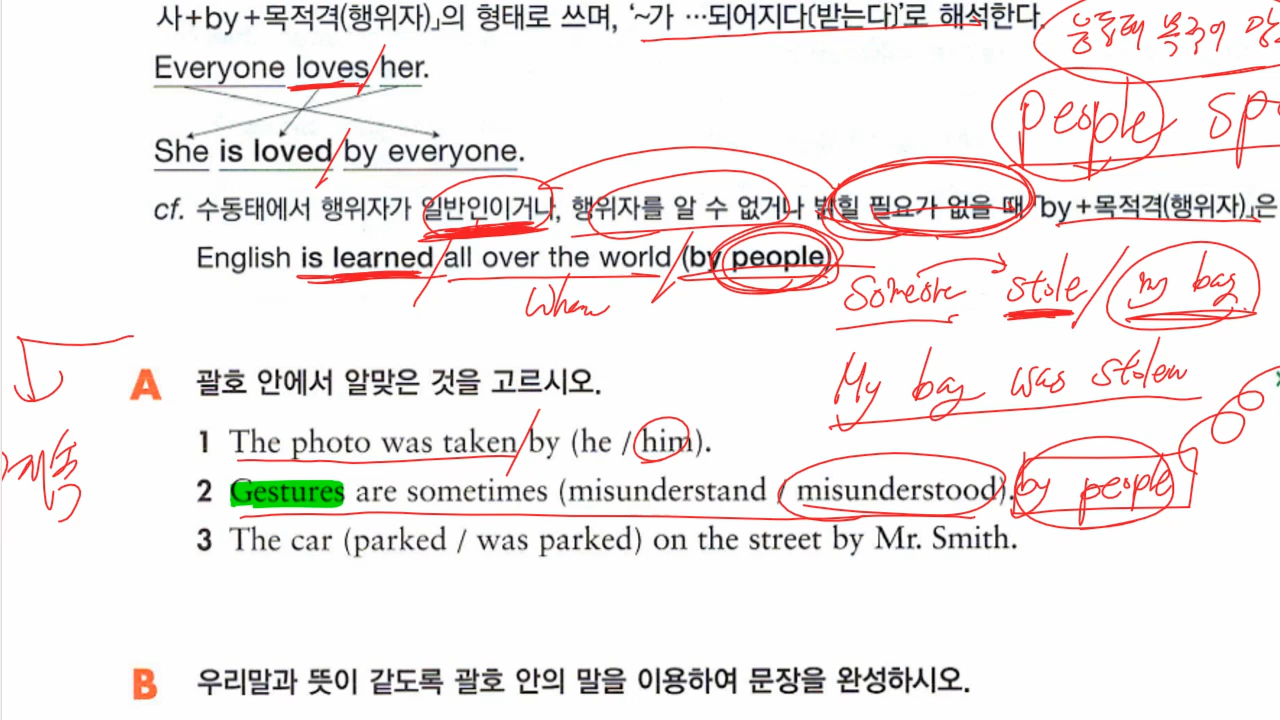 사+by+목적격(행위자)」의 형태로 쓰며, ‘~가 …되어지다(받는다)’로 해석한다.
Everyone loves her.
people
She is loved by everyone.
cf. 수동태에서 행위자가 일반인이거나, 행위자를 알 수 없거나 밝힐 필요가 없을 때 「by+목적격(행위자)」은
English is learned all over the world (by people)
Someone stole my bag
A 괄호 안에서 알맞은 것을 고르시오.
My bag was stolen
1 The photo was taken by (he / him).
2 Gestures are sometimes (misunderstand / misunderstood). by people
3 The car (parked / was parked) on the street by Mr. Smith.
B 우리말과 뜻이 같도록 괄호 안의 말을 이용하여 문장을 완성하시오.